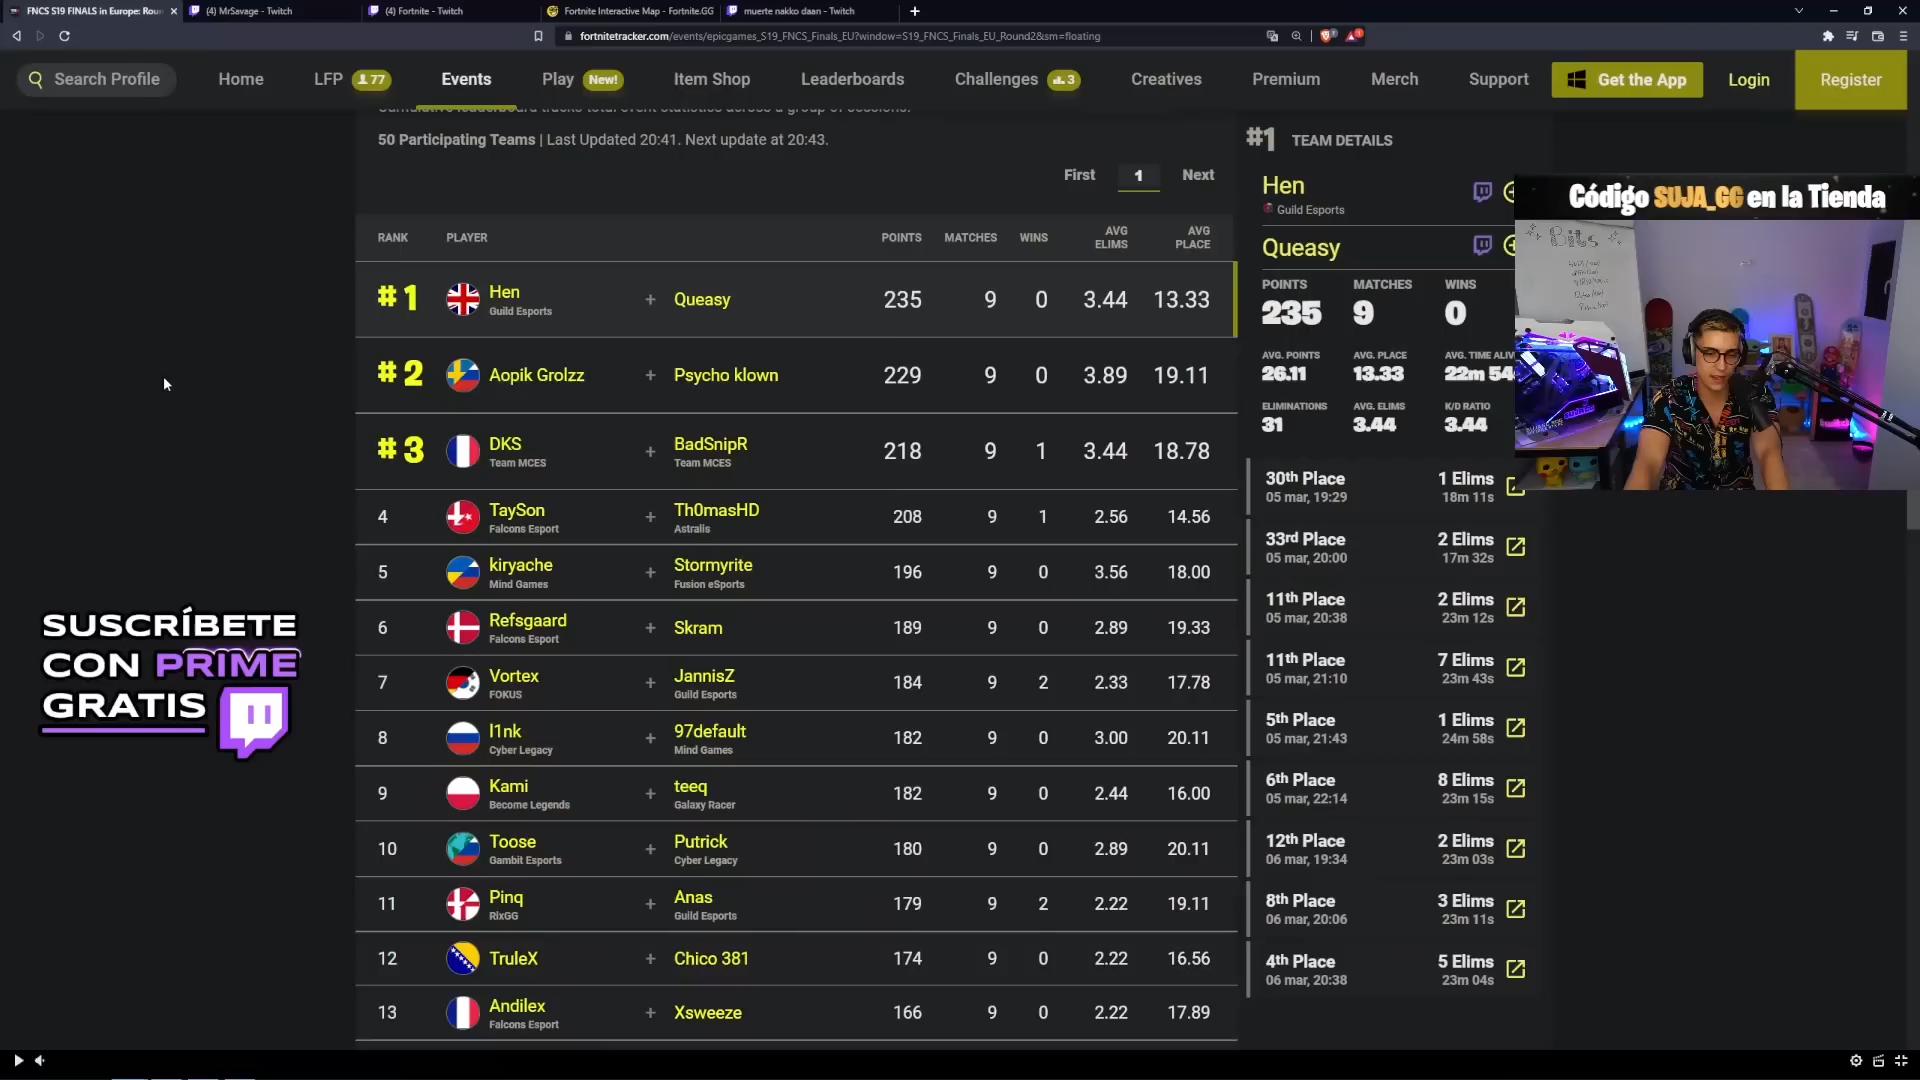 FNCS S19 FINALS in Europe: Roun
(4) MrSavage - Twitch
(4) Fortnite - Twitch
Fortnite Interactive Map - Fortnite.GG
muerte nakko daan - Twitch
fortnitetracker.com/events/epicgames_S19_FNCS_Finals_EU?window=S19_FNCS_Finals_EU_Round2&sm=floating
Search Profile
Home
LFP 77
Events
Play New!
Item Shop
Leaderboards
Challenges 3
Creatives
Premium
Merch
Support
Get the App
Login
Register
Cumulative leaderboard tracks total event statistics across a group of sessions.
50 Participating Teams | Last Updated 20:41. Next update at 20:43.
First 1 Next
RANK PLAYER POINTS MATCHES WINS AVG ELIMS AVG PLACE
#1 Hen + Queasy 235 9 0 3.44 13.33
Guild Esports
#2 Aopik Grolzz + Psycho klown 229 9 0 3.89 19.11
#3 DKS + BadSnipR 218 9 1 3.44 18.78
Team MCES Team MCES
4 TaySon + Th0masHD 208 9 1 2.56 14.56
Falcons Esport Astralis
5 kiryache + Stormyrite 196 9 0 3.56 18.00
Mind Games Fusion eSports
6 Refsgaard + Skram 189 9 0 2.89 19.33
Falcons Esport
7 Vortex + JannisZ 184 9 2 2.33 17.78
FOKUS Guild Esports
8 l1nk + 97default 182 9 0 3.00 20.11
Cyber Legacy Mind Games
9 Kami + teeq 182 9 0 2.44 16.00
Become Legends Galaxy Racer
10 Toose + Putrick 180 9 0 2.89 20.11
Gambit Esports Cyber Legacy
11 Pinq + Anas 179 9 2 2.22 19.11
RixGG Guild Esports
12 TruleX + Chico 381 174 9 0 2.22 16.56
13 Andilex + Xsweeze 166 9 0 2.22 17.89
Falcons Esport
#1 TEAM DETAILS
Hen
Guild Esports
Queasy
POINTS MATCHES WINS
235 9 0
AVG. POINTS AVG. PLACE AVG. TIME ALIV
26.11 13.33 22m 54
ELIMINATIONS AVG. ELIMS K/D RATIO
31 3.44 3.44
30th Place 1 Elims
05 mar, 19:29 18m 11s
33rd Place 2 Elims
05 mar, 20:00 17m 32s
11th Place 2 Elims
05 mar, 20:38 23m 12s
11th Place 7 Elims
05 mar, 21:10 23m 43s
5th Place 1 Elims
05 mar, 21:43 24m 58s
6th Place 8 Elims
05 mar, 22:14 23m 15s
12th Place 2 Elims
06 mar, 19:34 23m 03s
8th Place 3 Elims
06 mar, 20:06 23m 11s
4th Place 5 Elims
06 mar, 20:38 23m 04s
Código SUJA_GG en la Tienda
Bits
SUSCRÍBETE
CON PRIME
GRATIS